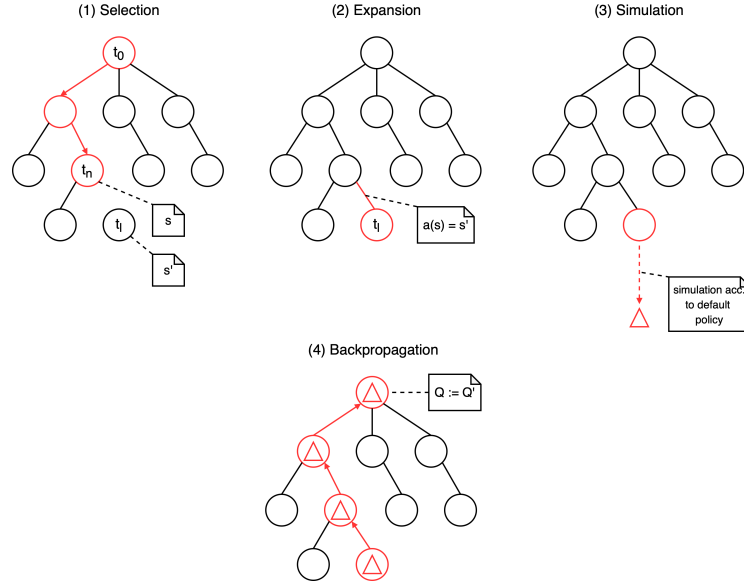 (1) Selection
(2) Expansion
(3) Simulation
t0
tn
s
tl
s'
a(s) = s'
tl
simulation acc.
to default
policy
(4) Backpropagation
Q := Q'